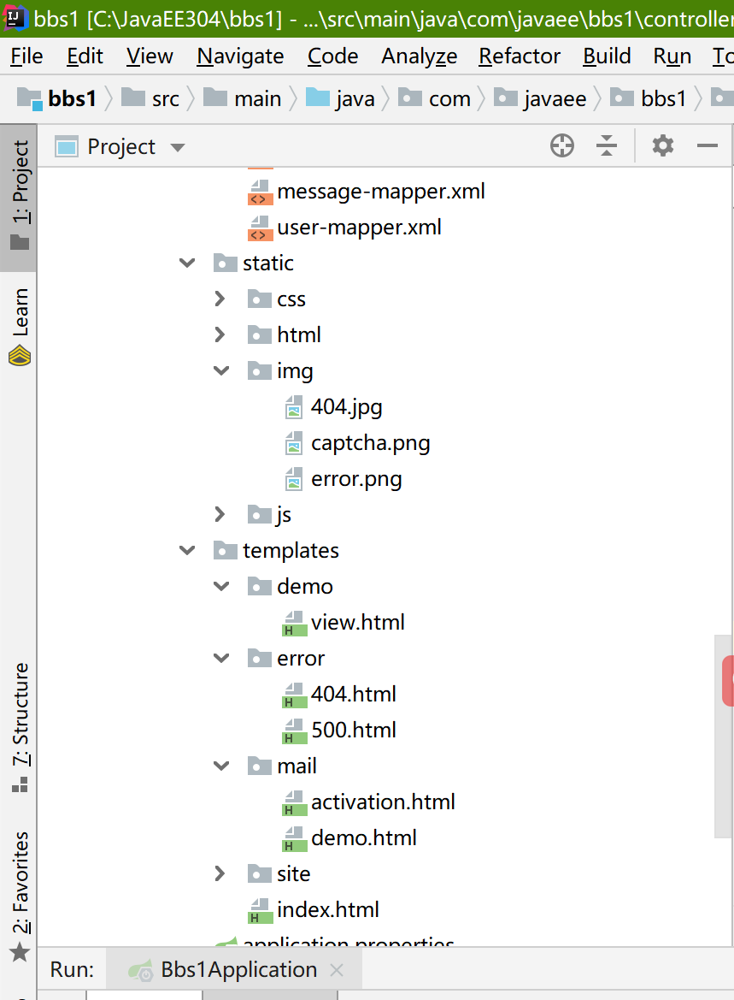 bbs1 [C:\JavaEE304\bbs1] - ...\src\main\java\com\javaee\bbs1\controller
File Edit View Navigate Code Analyze Refactor Build Run To
bbs1 src main java com javaee bbs1
Project
1: Project
Learn
7: Structure
2: Favorites
message-mapper.xml
user-mapper.xml
static
css
html
img
404.jpg
captcha.png
error.png
js
templates
demo
view.html
error
404.html
500.html
mail
activation.html
demo.html
site
index.html
application.properties
Run: Bbs1Application